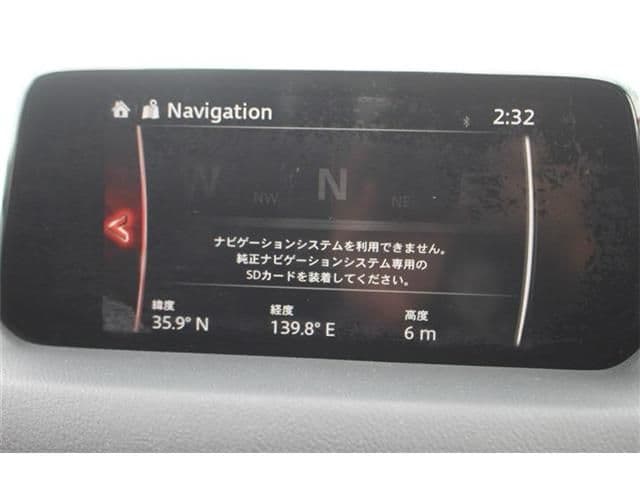 Navigation 2:32
W NW N NE E
ナビゲーションシステムを利用できません。
純正ナビゲーションシステム専用の
SDカードを装着してください。
緯度 経度 高度
35.9° N 139.8° E 6 m